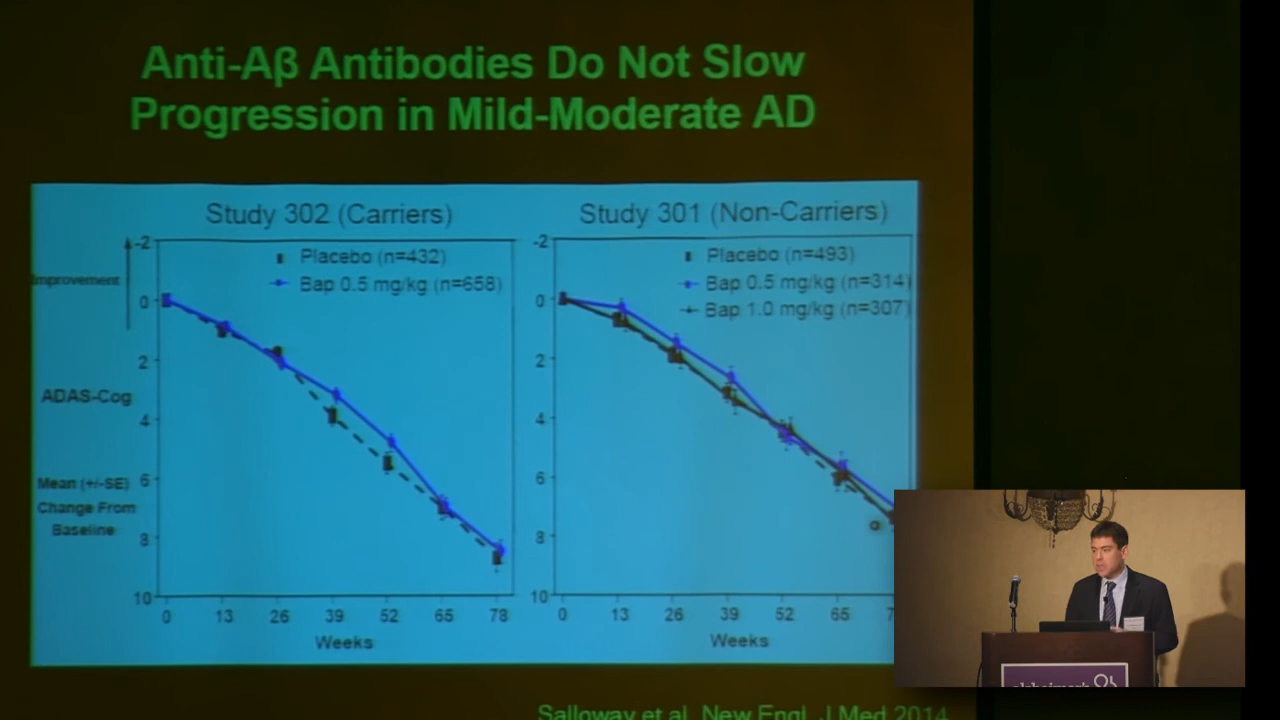 Anti-Aβ Antibodies Do Not Slow
Progression in Mild-Moderate AD
Study 302 (Carriers)
-2
Placebo (n=432)
Bap 0.5 mg/kg (n=658)
Improvement
0
2
ADAS-Cog
4
Mean (+/-SE)
6
Change From
Baseline
8
10
0 13 26 39 52 65 78
Weeks
Study 301 (Non-Carriers)
-2
Placebo (n=493)
Bap 0.5 mg/kg (n=314)
Bap 1.0 mg/kg (n=307)
0
2
4
6
8
10
0 13 26 39 52 65
Weeks
Salloway et al, New Engl. J Med 2014